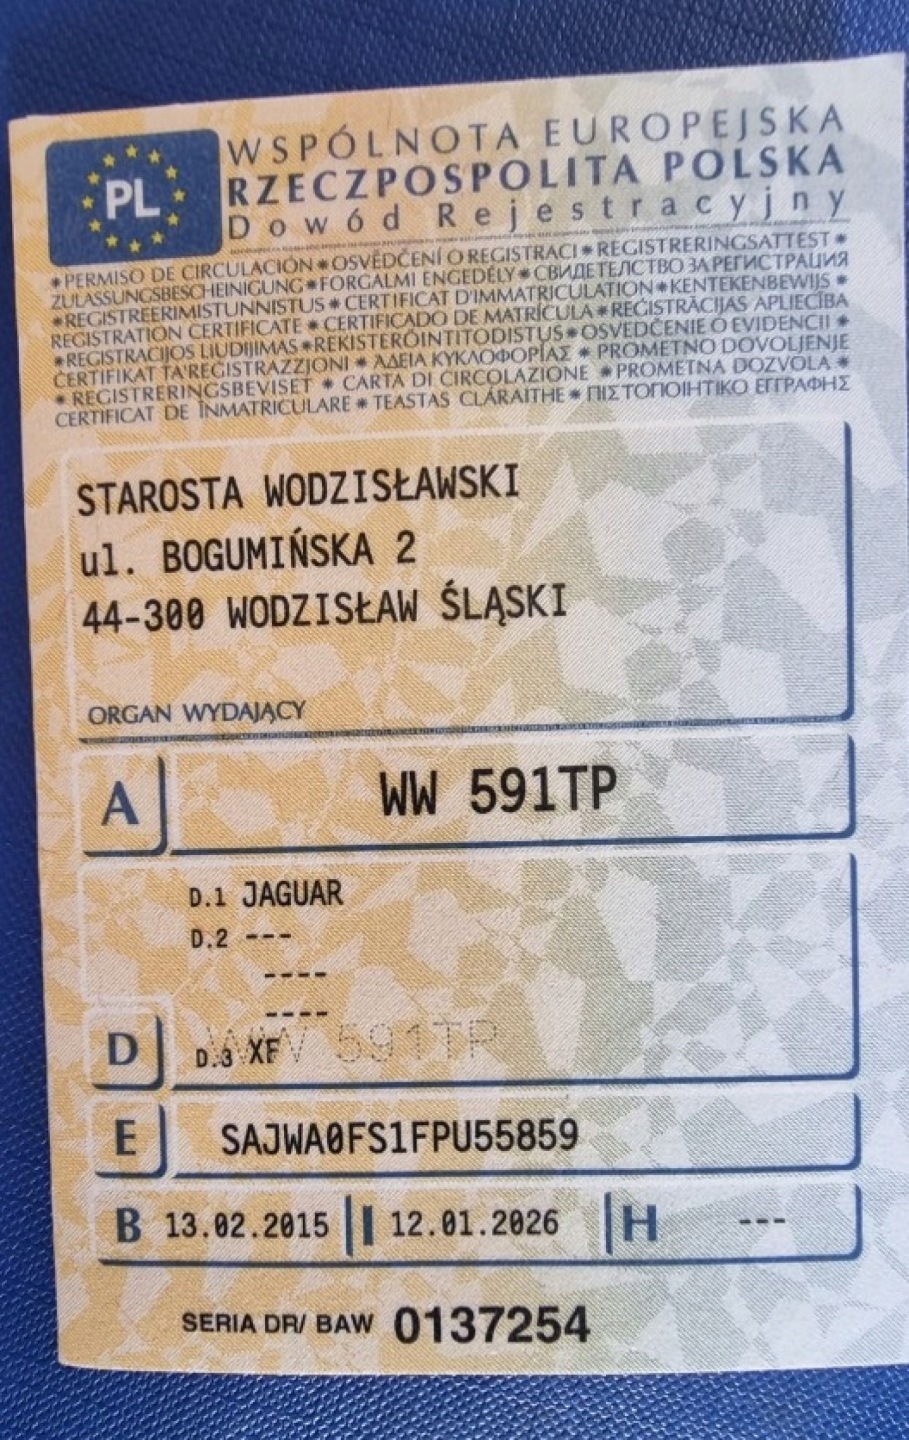 PL
WSPÓLNOTA EUROPEJSKA
RZECZPOSPOLITA POLSKA
Dowód Rejestracyjny
*PERMISO DE CIRCULACIÓN*OSVĚDČENÍ O REGISTRACI*REGISTRERINGSATTEST*
ZULASSUNGSBESCHEINIGUNG*FORGALMI ENGEDÉLY*СВИДЕТЕЛСТВО ЗА РЕГИСТРАЦИЯ
*REGISTREERIMISTUNNISTUS*CERTIFICAT D'IMMATRICULATION*KENTEKENBEWIJS*
REGISTRATION CERTIFICATE*CERTIFICADO DE MATRÍCULA*REĢISTRĀCIJAS APLIECĪBA
*REGISTRACIJOS LIUDIJIMAS*REKISTERÖINTITODISTUS*OSVEDČENIE O EVIDENCII*
ĊERTIFIKAT TA'REĠISTRAZZJONI*ΆΔΕΙΑ ΚΥΚΛΟΦΟΡΊΑΣ*PROMETNO DOVOLJENJE
*REGISTRERINGSBEVISET*CARTA DI CIRCOLAZIONE*PROMETNA DOZVOLA*
CERTIFICAT DE ÎNMATRICULARE*TEASTAS CLÁRAITHE*ΠΙΣΤΟΠΟΙΗΤΙΚΟ ΕΓΓΡΑΦΗΣ
STAROSTA WODZISŁAWSKI
ul. BOGUMIŃSKA 2
44-300 WODZISŁAW ŚLĄSKI
ORGAN WYDAJĄCY
A WW 591TP
D.1 JAGUAR
D.2 ---
----
----
D D.3 XF WW 591TP
E SAJWA0FS1FPU55859
B 13.02.2015 I 12.01.2026 H ---
SERIA DR/ BAW 0137254